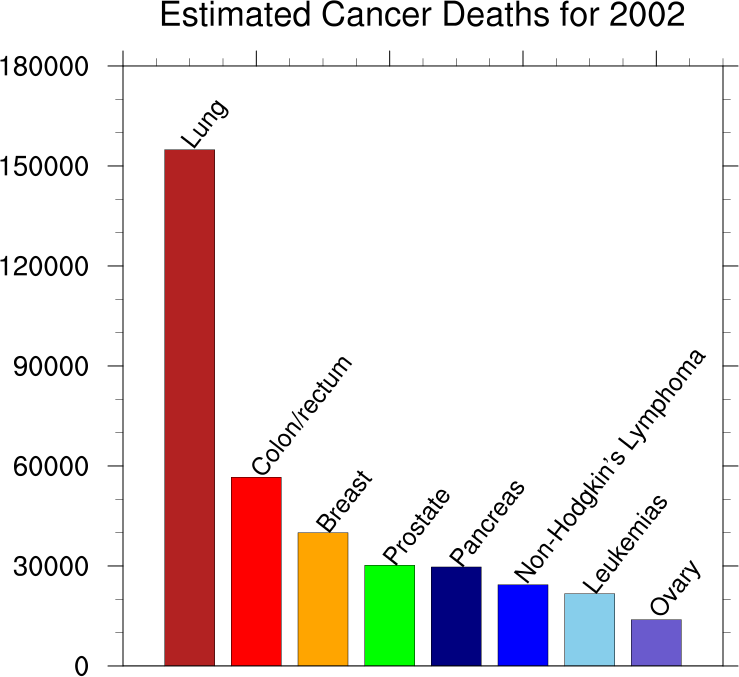 Estimated Cancer Deaths for 2002
180000
150000
120000
90000
60000
30000
0
Lung
Colon/rectum
Breast
Prostate
Pancreas
Non-Hodgkin's Lymphoma
Leukemias
Ovary